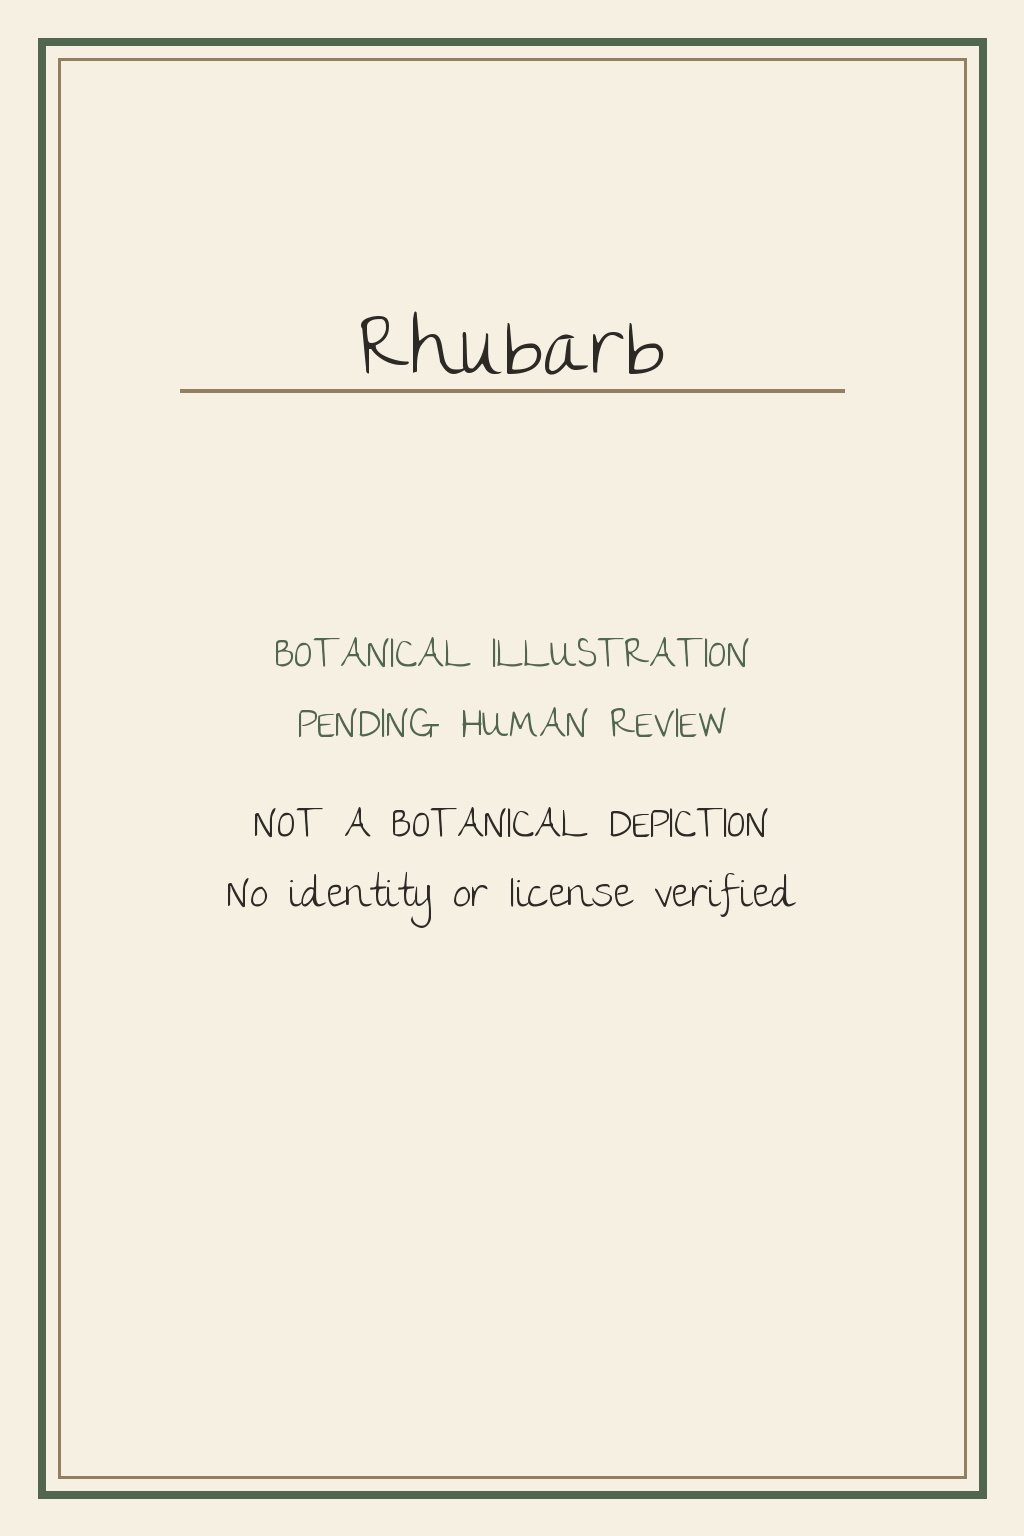 Rhubarb
BOTANICAL ILLUSTRATION
PENDING HUMAN REVIEW
NOT A BOTANICAL DEPICTION
No identity or license verified